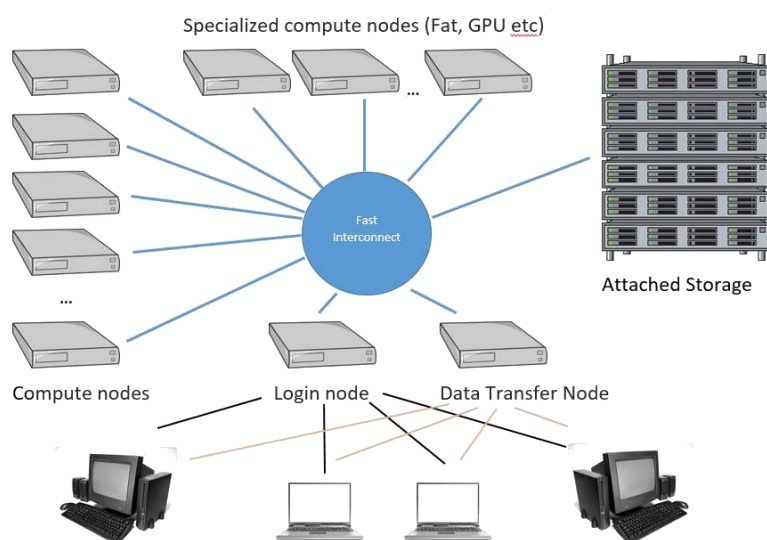 Specialized compute nodes (Fat, GPU etc)
...
Fast
Interconnect
...
Attached Storage
Compute nodes
Login node
Data Transfer Node